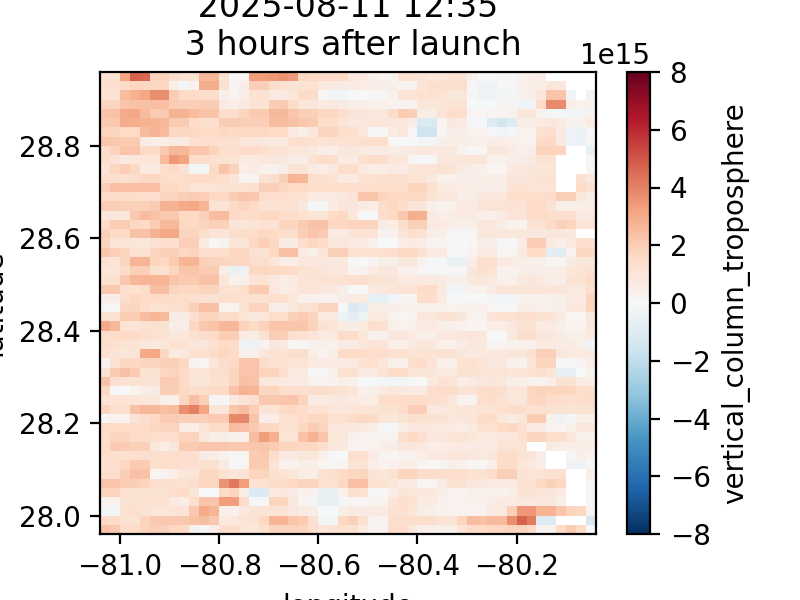 2025-08-11 12:35
3 hours after launch
1e15
8
6
4
2
0
−2
−4
−6
−8
vertical_column_troposphere
28.8
28.6
28.4
28.2
28.0
latitude
−81.0 −80.8 −80.6 −80.4 −80.2
longitude